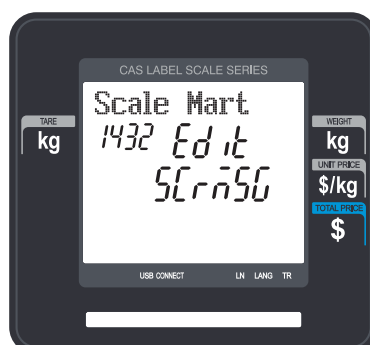 CAS LABEL SCALE SERIES
Scale Mart
1432 Edit
SCrmSG
TARE
kg
WEIGHT
kg
UNIT PRICE
$/kg
TOTAL PRICE
$
USB CONNECT LN LANG TR